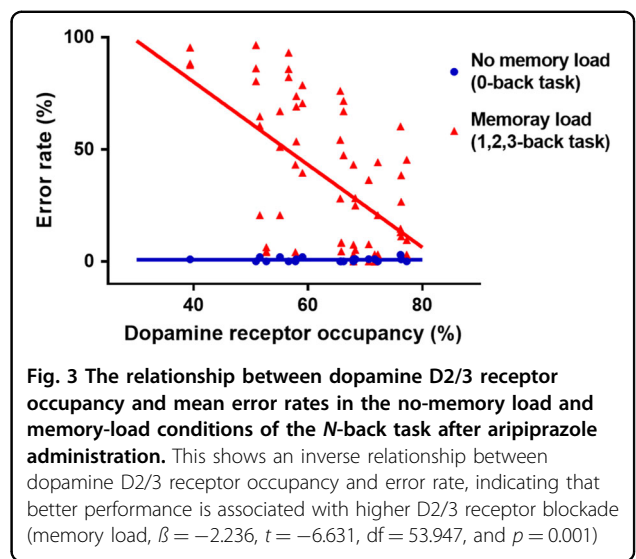 100
50
0
Error rate (%)
40
60
80
Dopamine receptor occupancy (%)
No memory load
(0-back task)
Memoray load
(1,2,3-back task)
Fig. 3 The relationship between dopamine D2/3 receptor
occupancy and mean error rates in the no-memory load and
memory-load conditions of the N-back task after aripiprazole
administration. This shows an inverse relationship between
dopamine D2/3 receptor occupancy and error rate, indicating that
better performance is associated with higher D2/3 receptor blockade
(memory load, ß = −2.236, t = −6.631, df = 53.947, and p = 0.001)